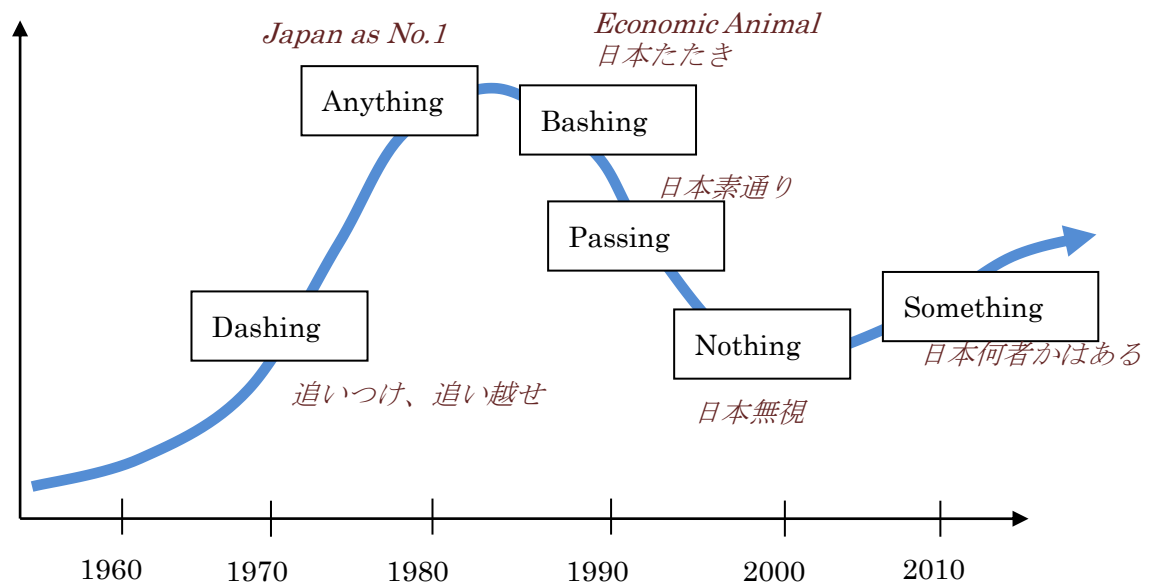 Japan as No.1
Economic Animal
日本たたき
Anything
Bashing
日本素通り
Passing
Dashing
Something
Nothing
日本何者かはある
追いつけ、追い越せ
日本無視
1960
1970
1980
1990
2000
2010